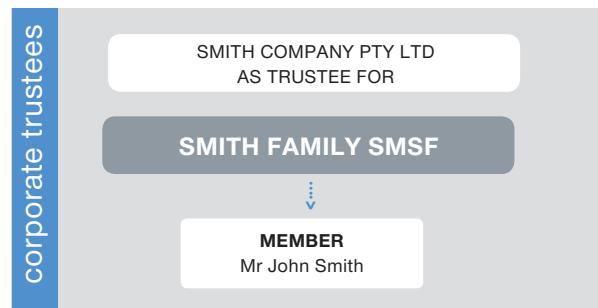 corporate trustees
SMITH COMPANY PTY LTD
AS TRUSTEE FOR
SMITH FAMILY SMSF
MEMBER
Mr John Smith